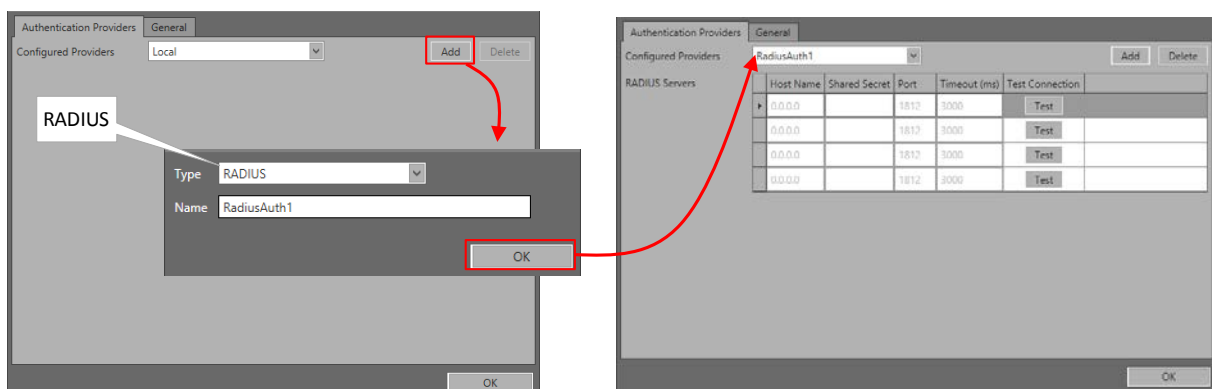 Authentication Providers General
Configured Providers Local Add Delete
RADIUS
Type RADIUS
Name RadiusAuth1
OK
OK
Authentication Providers General
Configured Providers RadiusAuth1 Add Delete
RADIUS Servers Host Name Shared Secret Port Timeout (ms) Test Connection
0.0.0.0 1812 3000 Test
0.0.0.0 1812 3000 Test
0.0.0.0 1812 3000 Test
0.0.0.0 1812 3000 Test
OK